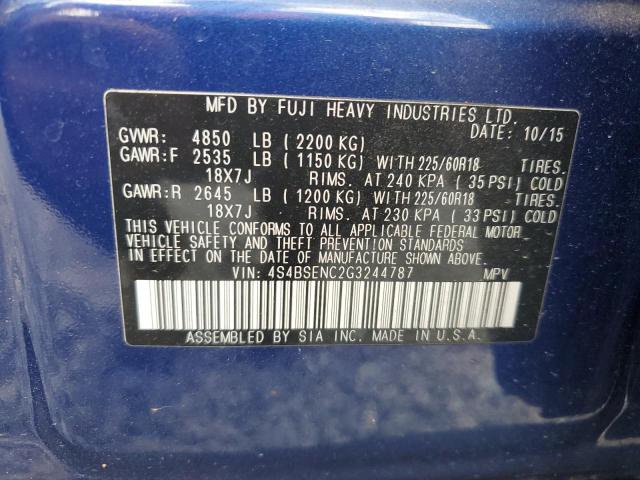 MFD BY FUJI HEAVY INDUSTRIES LTD.
DATE: 10/15
GVWR: 4850 LB (2200 KG)
GAWR:F 2535 LB (1150 KG) WITH 225/60R18 TIRES.
18X7J RIMS. AT 240 KPA (35 PSI) COLD
GAWR:R 2645 LB (1200 KG) WITH 225/60R18 TIRES.
18X7J RIMS. AT 230 KPA (33 PSI) COLD
THIS VEHICLE CONFORMS TO ALL APPLICABLE FEDERAL MOTOR
VEHICLE SAFETY AND THEFT PREVENTION STANDARDS
IN EFFECT ON THE DATE OF MANUFACTURE SHOWN ABOVE.
VIN: 4S4BSENC2G3244787 MPV
ASSEMBLED BY SIA INC. MADE IN U.S.A.